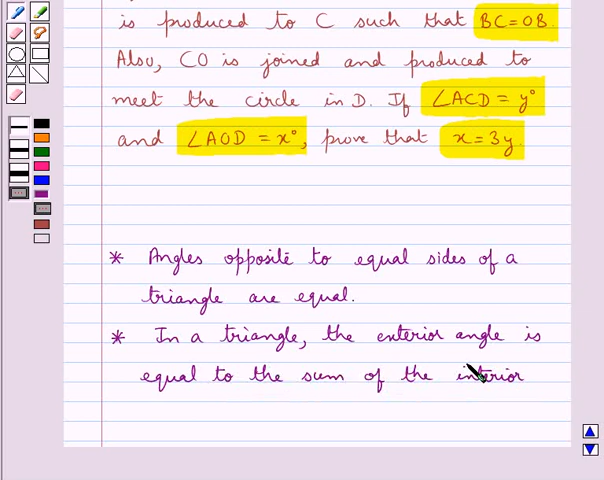 is produced to C such that BC=OB.
Also, CO is joined and produced to
meet the circle in D. If ∠ACD = y°
and ∠AOD = x°, prove that x=3y.
* Angles opposite to equal sides of a
triangle are equal.
* In a triangle, the exterior angle is
equal to the sum of the interior